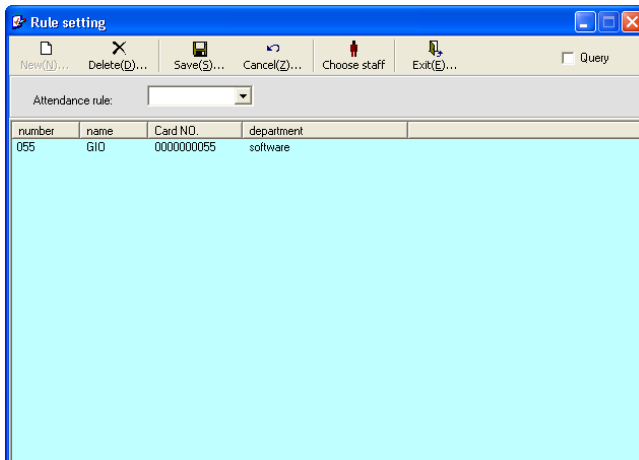 Rule setting
New(N)... Delete(D)... Save(S)... Cancel(Z)... Choose staff Exit(E)... Query
Attendance rule:
number name Card NO. department
055 GIO 0000000055 software